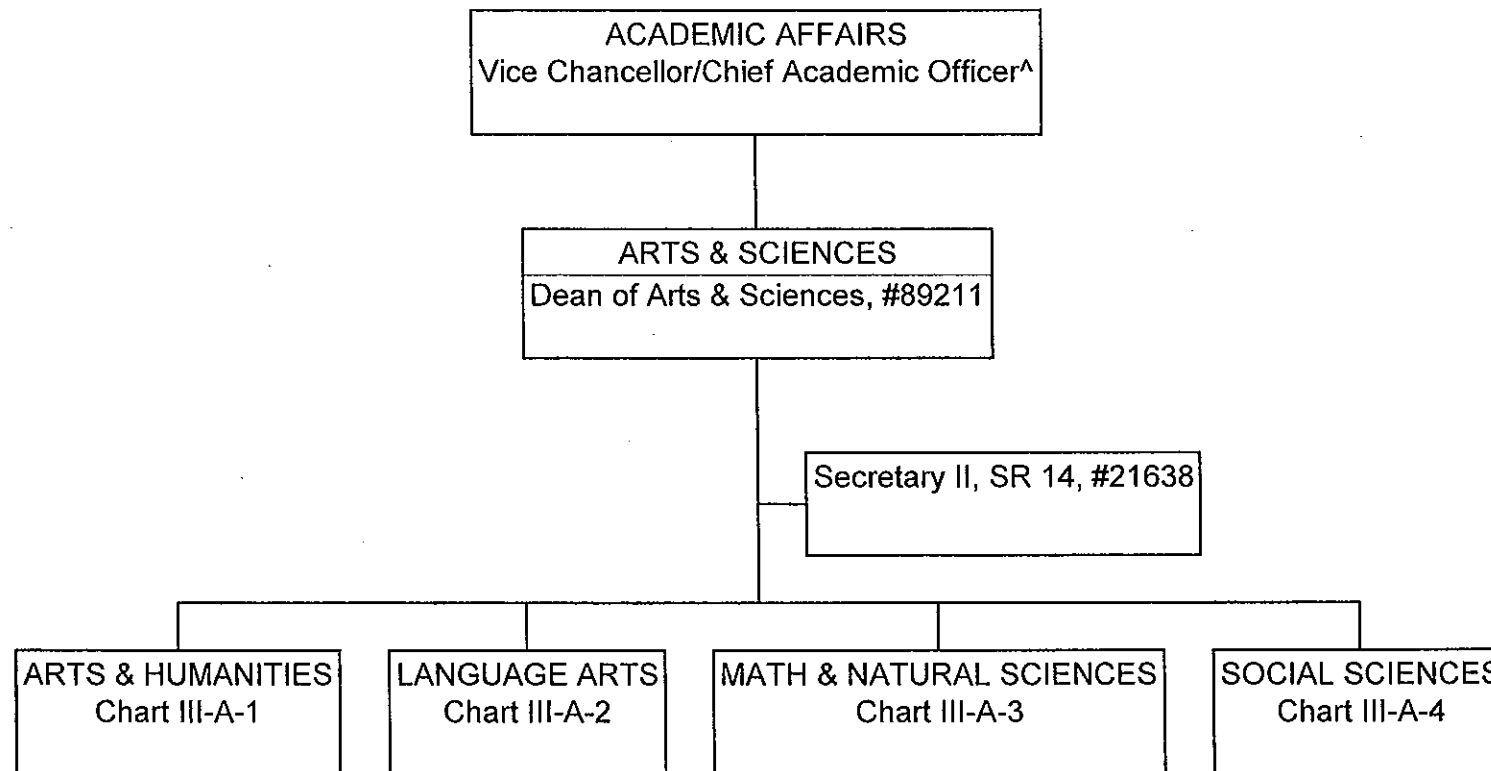 ACADEMIC AFFAIRS
Vice Chancellor/Chief Academic Officer^
ARTS & SCIENCES
Dean of Arts & Sciences, #89211
Secretary II, SR 14, #21638
ARTS & HUMANITIES
Chart III-A-1
LANGUAGE ARTS
Chart III-A-2
MATH & NATURAL SCIENCES
Chart III-A-3
SOCIAL SCIENCES
Chart III-A-4